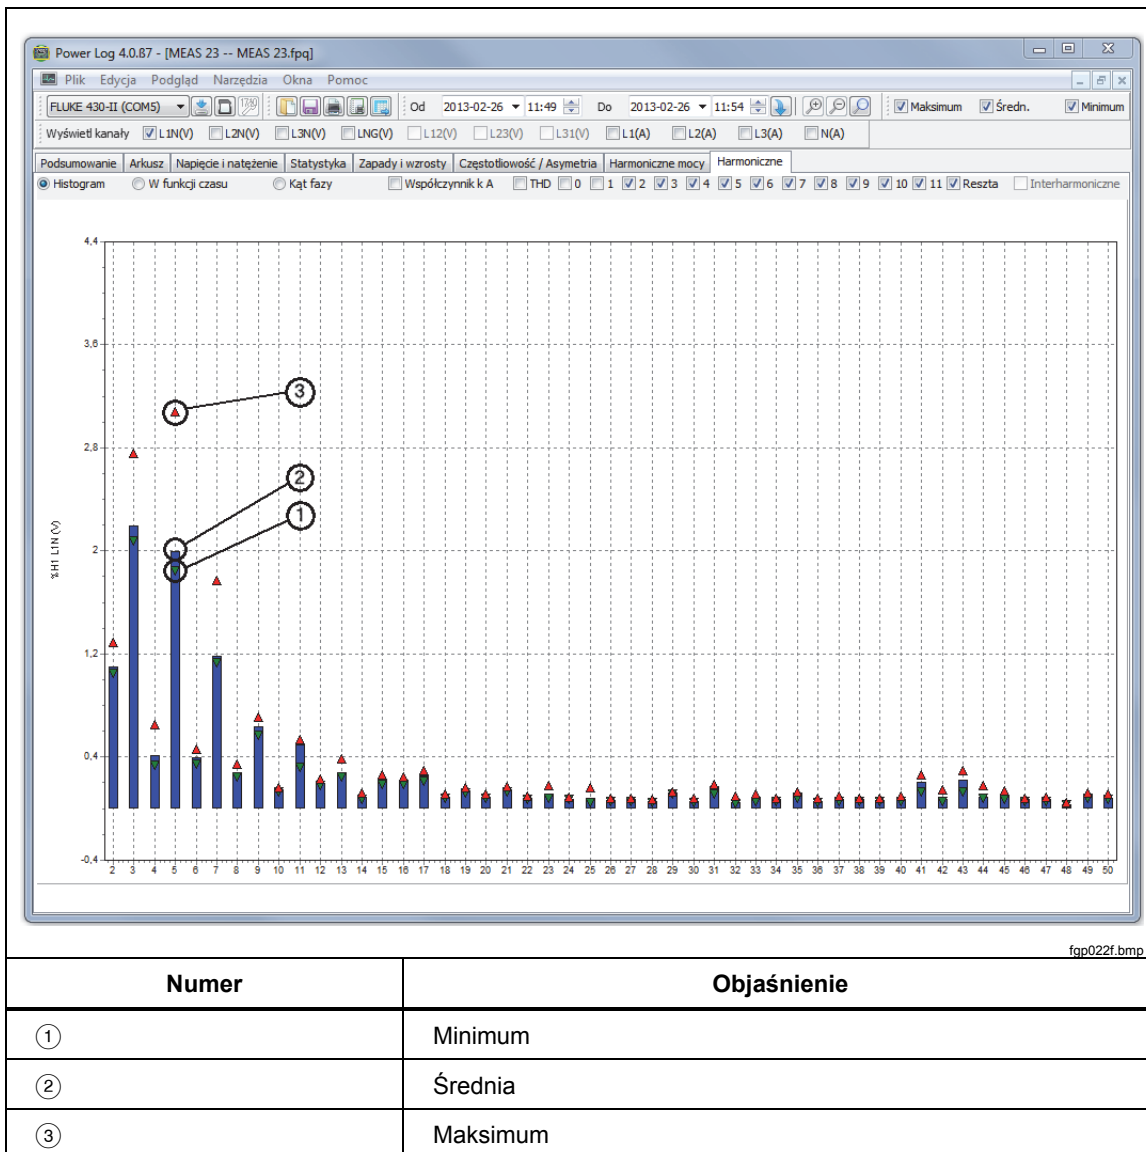 Power Log 4.0.ß7 - [MEAS 23 -- MEAS 23.fpq]
Plik Edycja Podgląd Narzędzia Okna Pomoc
FLUKE 430-II (COM5) Od 2013-02-26 11:49 Do 2013-02-26 11:54 Maksimum Średn. Minimum
Wyświetl kanały L1N(V) L2N(V) L3N(V) LNG(V) L12(V) L23(V) L31(V) L1(A) L2(A) L3(A) N(A)
Podsumowanie Arkusz Napięcie i natężenie Statystyka Zapady i wzrosty Częstotliowość / Asymetria Harmoniczne mocy Harmoniczne
Histogram W funkcji czasu Kąt fazy Współczynnik k A THD 0 1 2 3 4 5 6 7 8 9 10 11 Reszta Interharmoniczne
4,4
3,6
3
2,8
2
1
2
%H1 L1N (V)
1,2
0,4
-0,4
2 3 4 5 6 7 8 9 10 11 12 13 14 15 16 17 18 19 20 21 22 23 24 25 26 27 28 29 30 31 32 33 34 35 36 37 38 39 40 41 42 43 44 45 46 47 48 49 50
fgp022f.bmp
Numer Objaśnienie
1 Minimum
2 Średnia
3 Maksimum